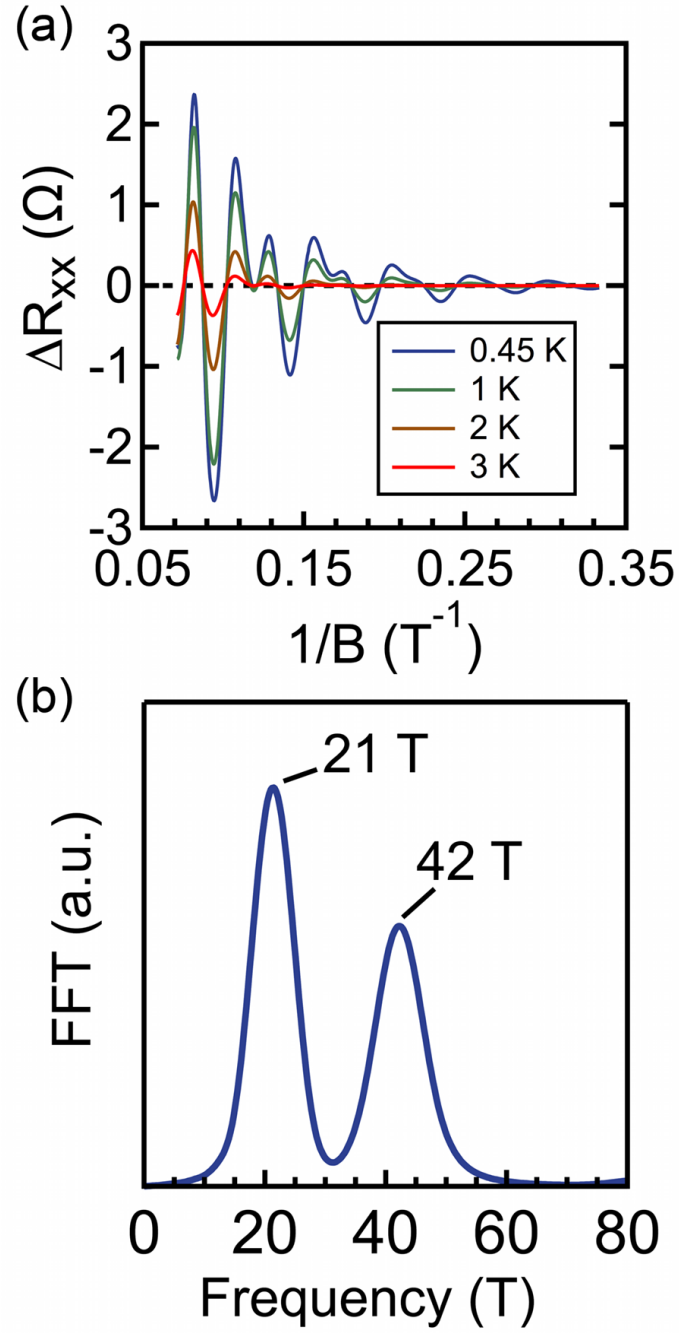 (a)
3
2
1
0
-1
-2
-3
ΔRxx (Ω)
0.45 K
1 K
2 K
3 K
0.05 0.15 0.25 0.35
1/B (T-1)
(b)
21 T
42 T
FFT (a.u.)
0 20 40 60 80
Frequency (T)